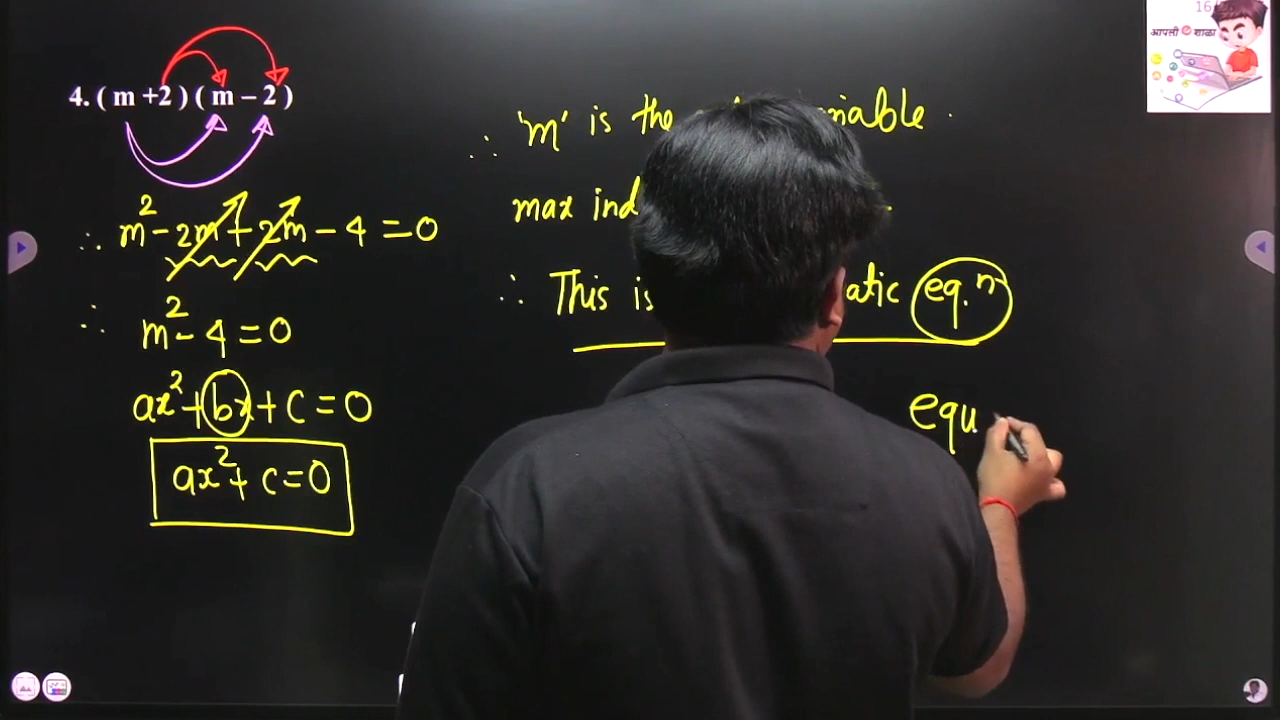 4. ( m +2 ) ( m – 2 )
∴ m² - 2m + 2m - 4 = 0
∴ m² - 4 = 0
ax² + bx + c = 0
ax² + c = 0
∴ 'm' is the
max ind
∴ This is atic eq.ⁿ
equ
16
आपली e शाळा